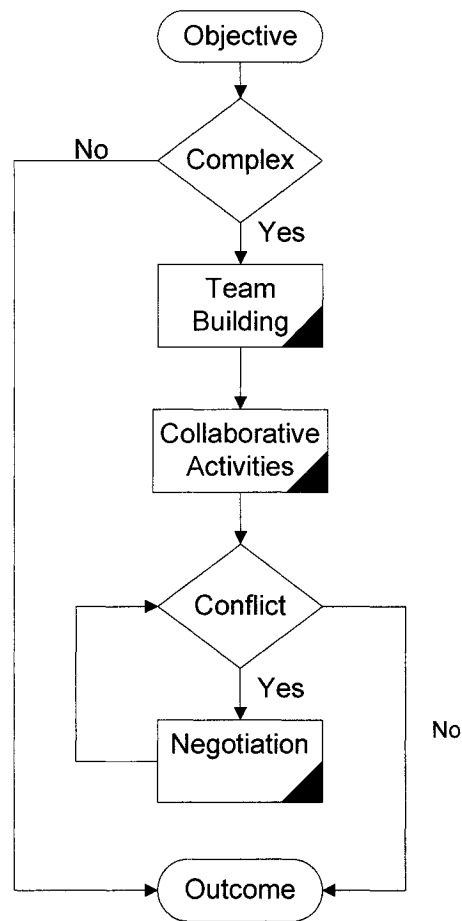 Objective
No
Complex
Yes
Team
Building
Collaborative
Activities
Conflict
Yes
Negotiation
No
Outcome